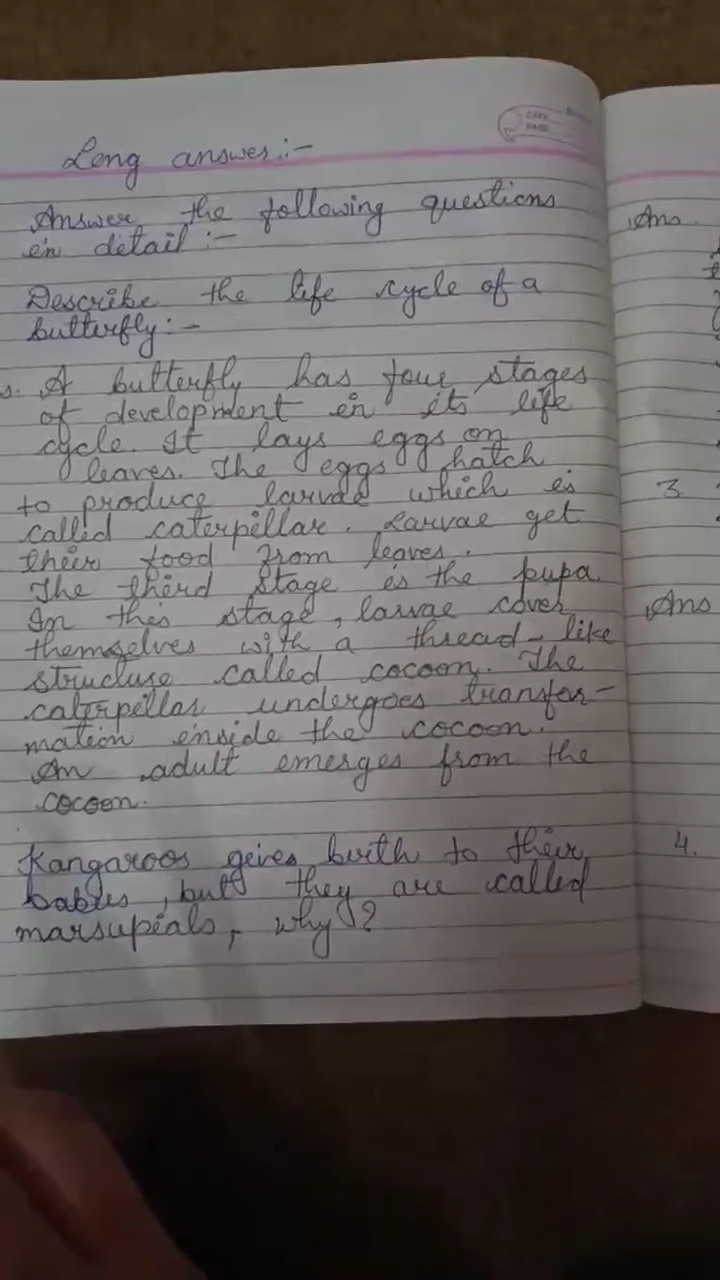 Long answer:-
Answer the following questions
in detail :-
Describe the life cycle of a
butterfly:-
s. A butterfly has four stages
of development in its life
cycle. It lays eggs on
leaves. The eggs hatch
to produce larvae which is
called caterpillar. Larvae get
their food from leaves.
The third stage is the pupa.
In this stage, larvae cover
themselves with a thread-like
structure called cocoon. The
caterpillar undergoes transfor-
mation inside the cocoon.
An adult emerges from the
cocoon.
Kangaroos gives birth to their
babies, but they are called
marsupials, why?
Ans.
3
Ans
4.